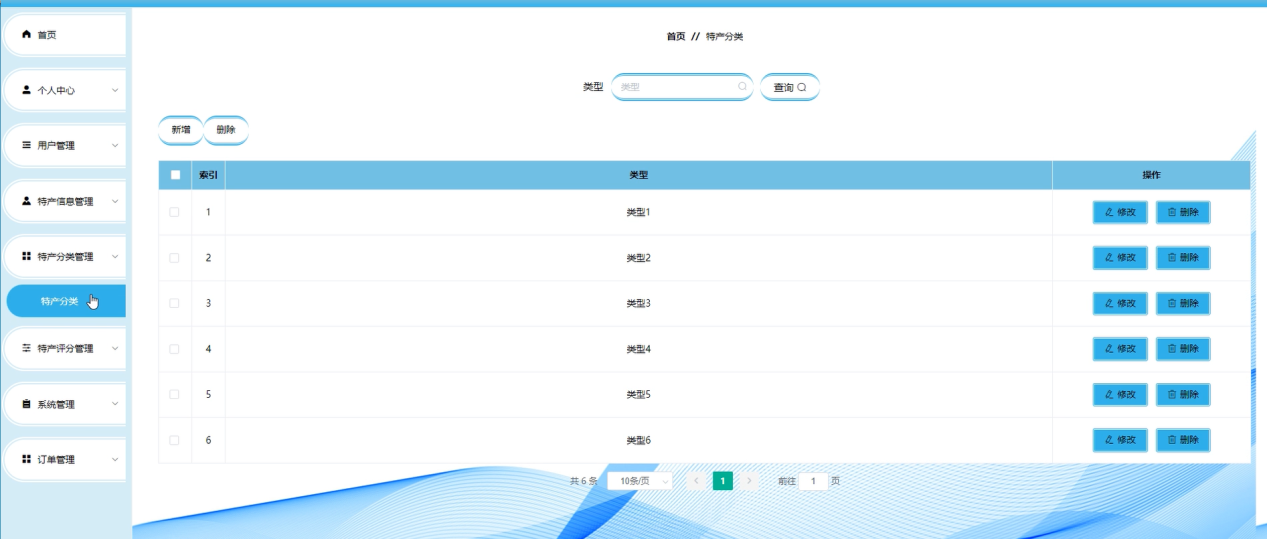 首页
个人中心
用户管理
特产信息管理
特产分类管理
特产分类
特产评分管理
系统管理
订单管理
首页 // 特产分类
类型 类型 查询
新增 删除
索引 类型 操作
1 类型1 修改 删除
2 类型2 修改 删除
3 类型3 修改 删除
4 类型4 修改 删除
5 类型5 修改 删除
6 类型6 修改 删除
共 6 条 10条/页 1 前往 1 页